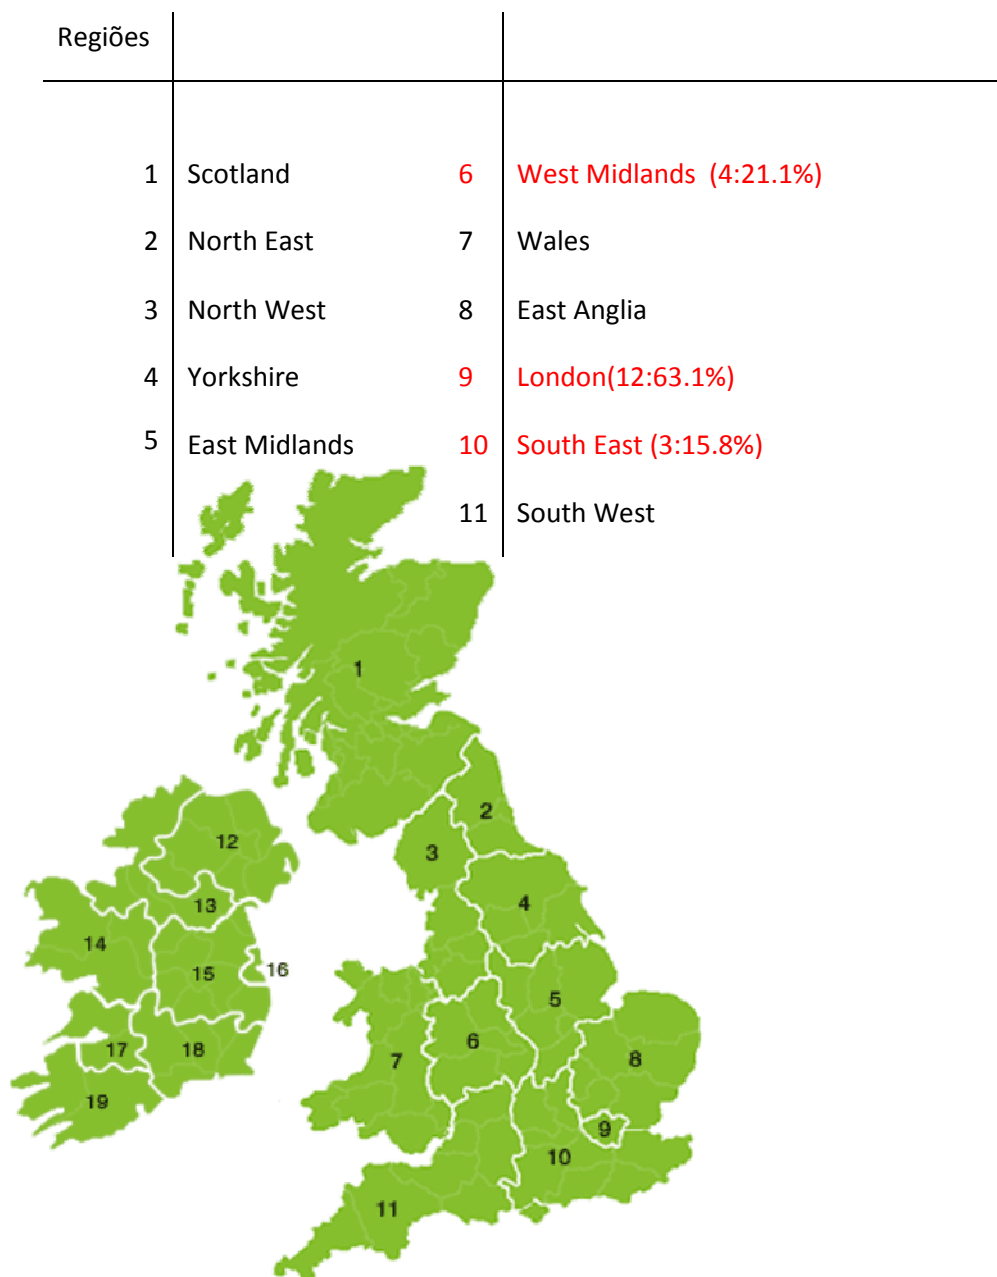 Regiões
1 Scotland 6 West Midlands (4:21.1%)
2 North East 7 Wales
3 North West 8 East Anglia
4 Yorkshire 9 London(12:63.1%)
5 East Midlands 10 South East (3:15.8%)
11 South West
1
2
12
3
13
4
14
15
16
5
6
17
18
7
8
19
9
10
11